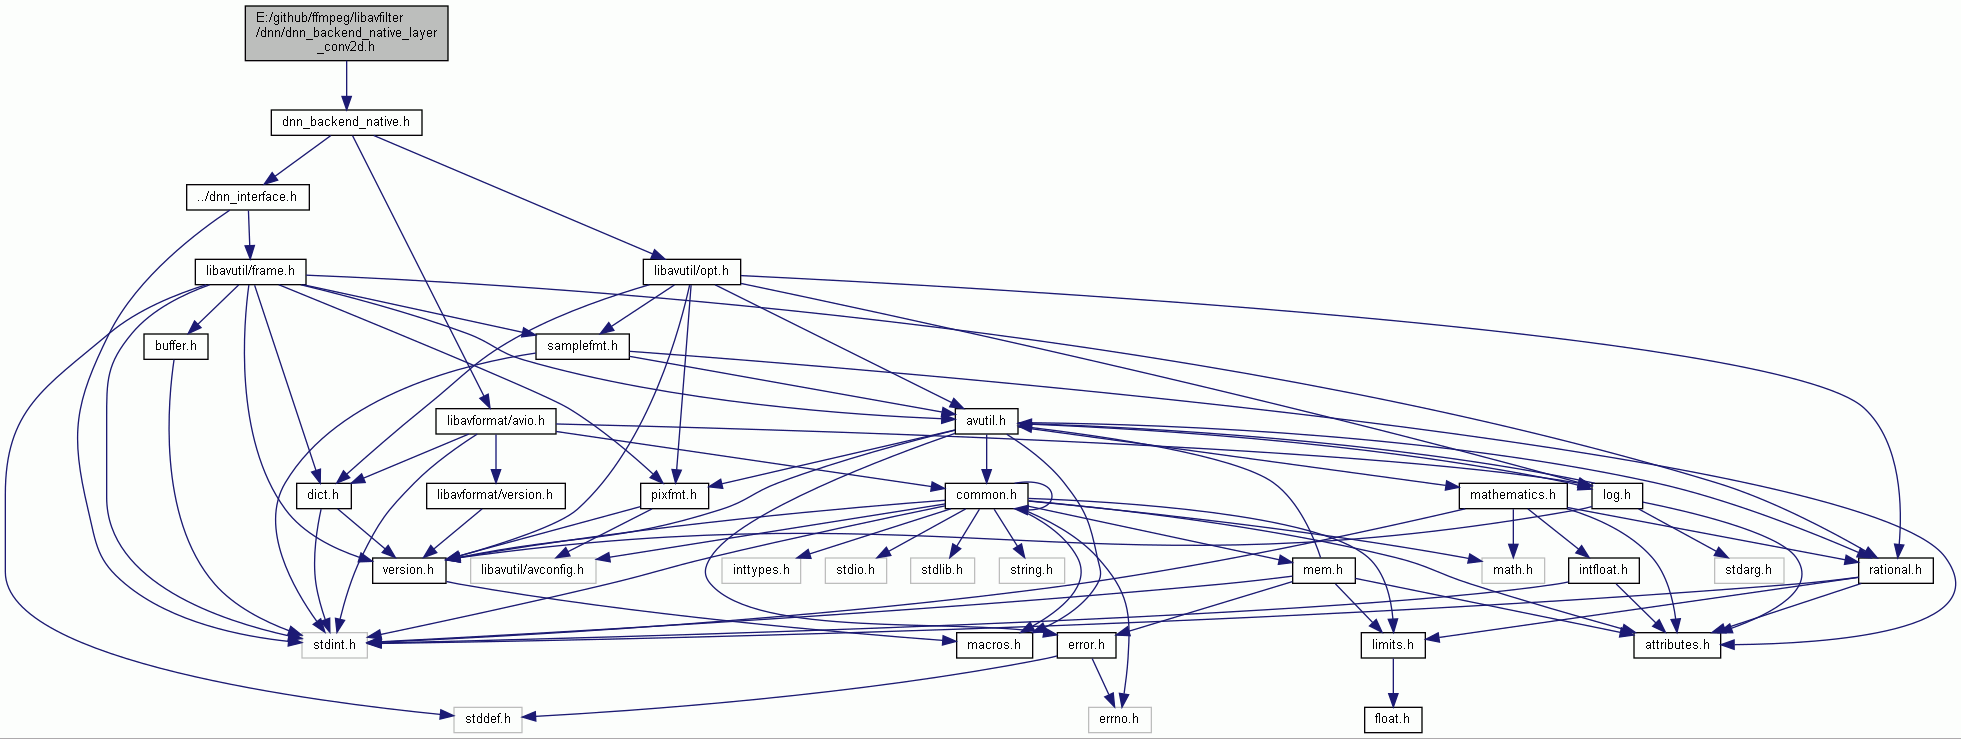 E:/github/ffmpeg/libavfilter
/dnn/dnn_backend_native_layer
_conv2d.h
dnn_backend_native.h
../dnn_interface.h
libavutil/frame.h
libavutil/opt.h
buffer.h
samplefmt.h
libavformat/avio.h
avutil.h
dict.h
libavformat/version.h
pixfmt.h
common.h
mathematics.h
log.h
version.h
libavutil/avconfig.h
inttypes.h
stdio.h
stdlib.h
string.h
mem.h
math.h
intfloat.h
stdarg.h
rational.h
stdint.h
macros.h
error.h
limits.h
attributes.h
stddef.h
errno.h
float.h